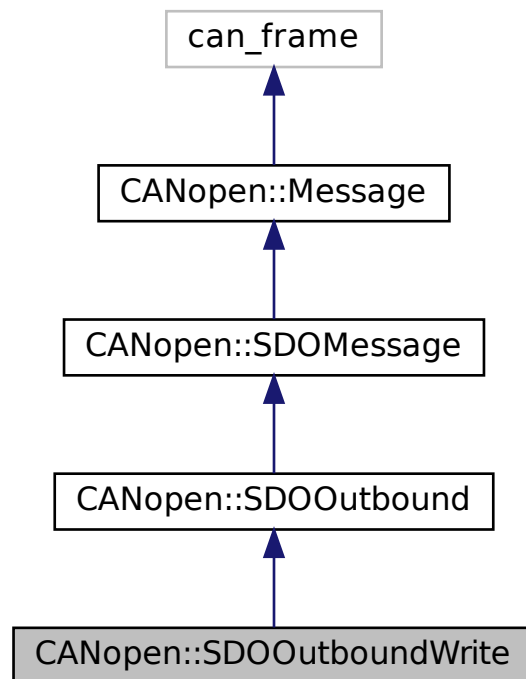 can_frame
CANopen::Message
CANopen::SDOMessage
CANopen::SDOOutbound
CANopen::SDOOutboundWrite